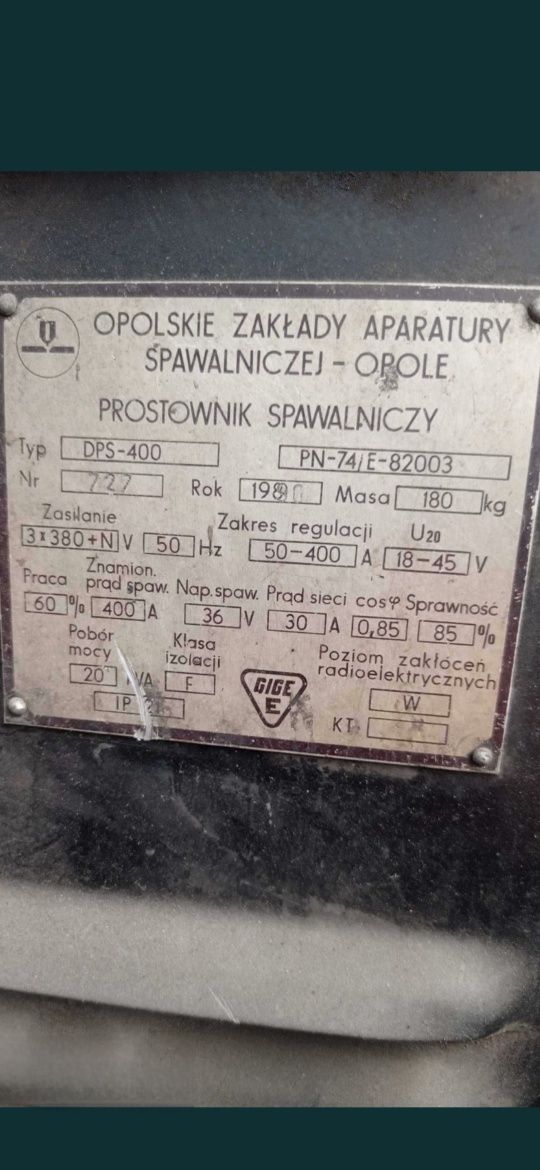 OPOLSKIE ZAKŁADY APARATURY
SPAWALNICZEJ - OPOLE
PROSTOWNIK SPAWALNICZY
Typ DPS-400 PN-74/E-82003
Nr 727 Rok Masa 180 kg
Zasilanie Zakres regulacji U20
3x380+N V 50 Hz 50-400 A 18-45 V
Praca Znamion. prąd spaw. Nap. spaw. Prąd sieci cosφ Sprawność
60 % 400 A 36 V 30 A 0,85 85 %
Pobór mocy Klasa izolacji Poziom zakłóceń radioelektrycznych
20 F GIGE E W
IP KT